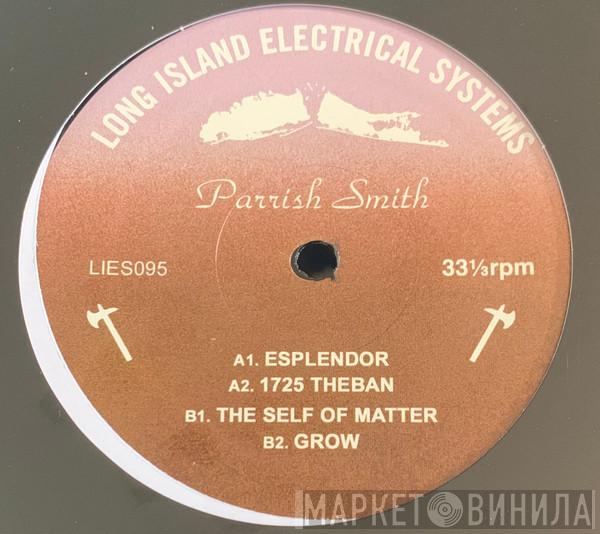 LONG ISLAND ELECTRICAL SYSTEMS
Parrish Smith
LIES095
33⅓rpm
A1. ESPLENDOR
A2. 1725 THEBAN
B1. THE SELF OF MATTER
B2. GROW
МАРКЕТ ВИНИЛА